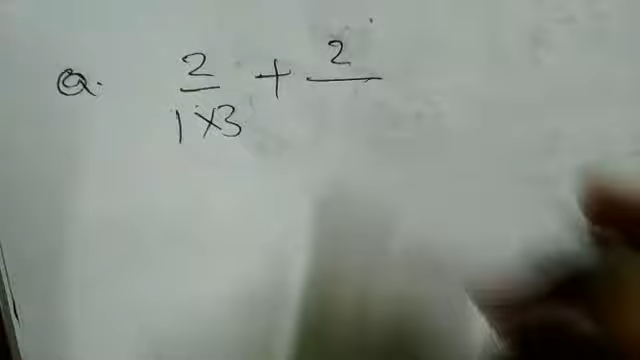 Q. 2/(1×3) + 2/